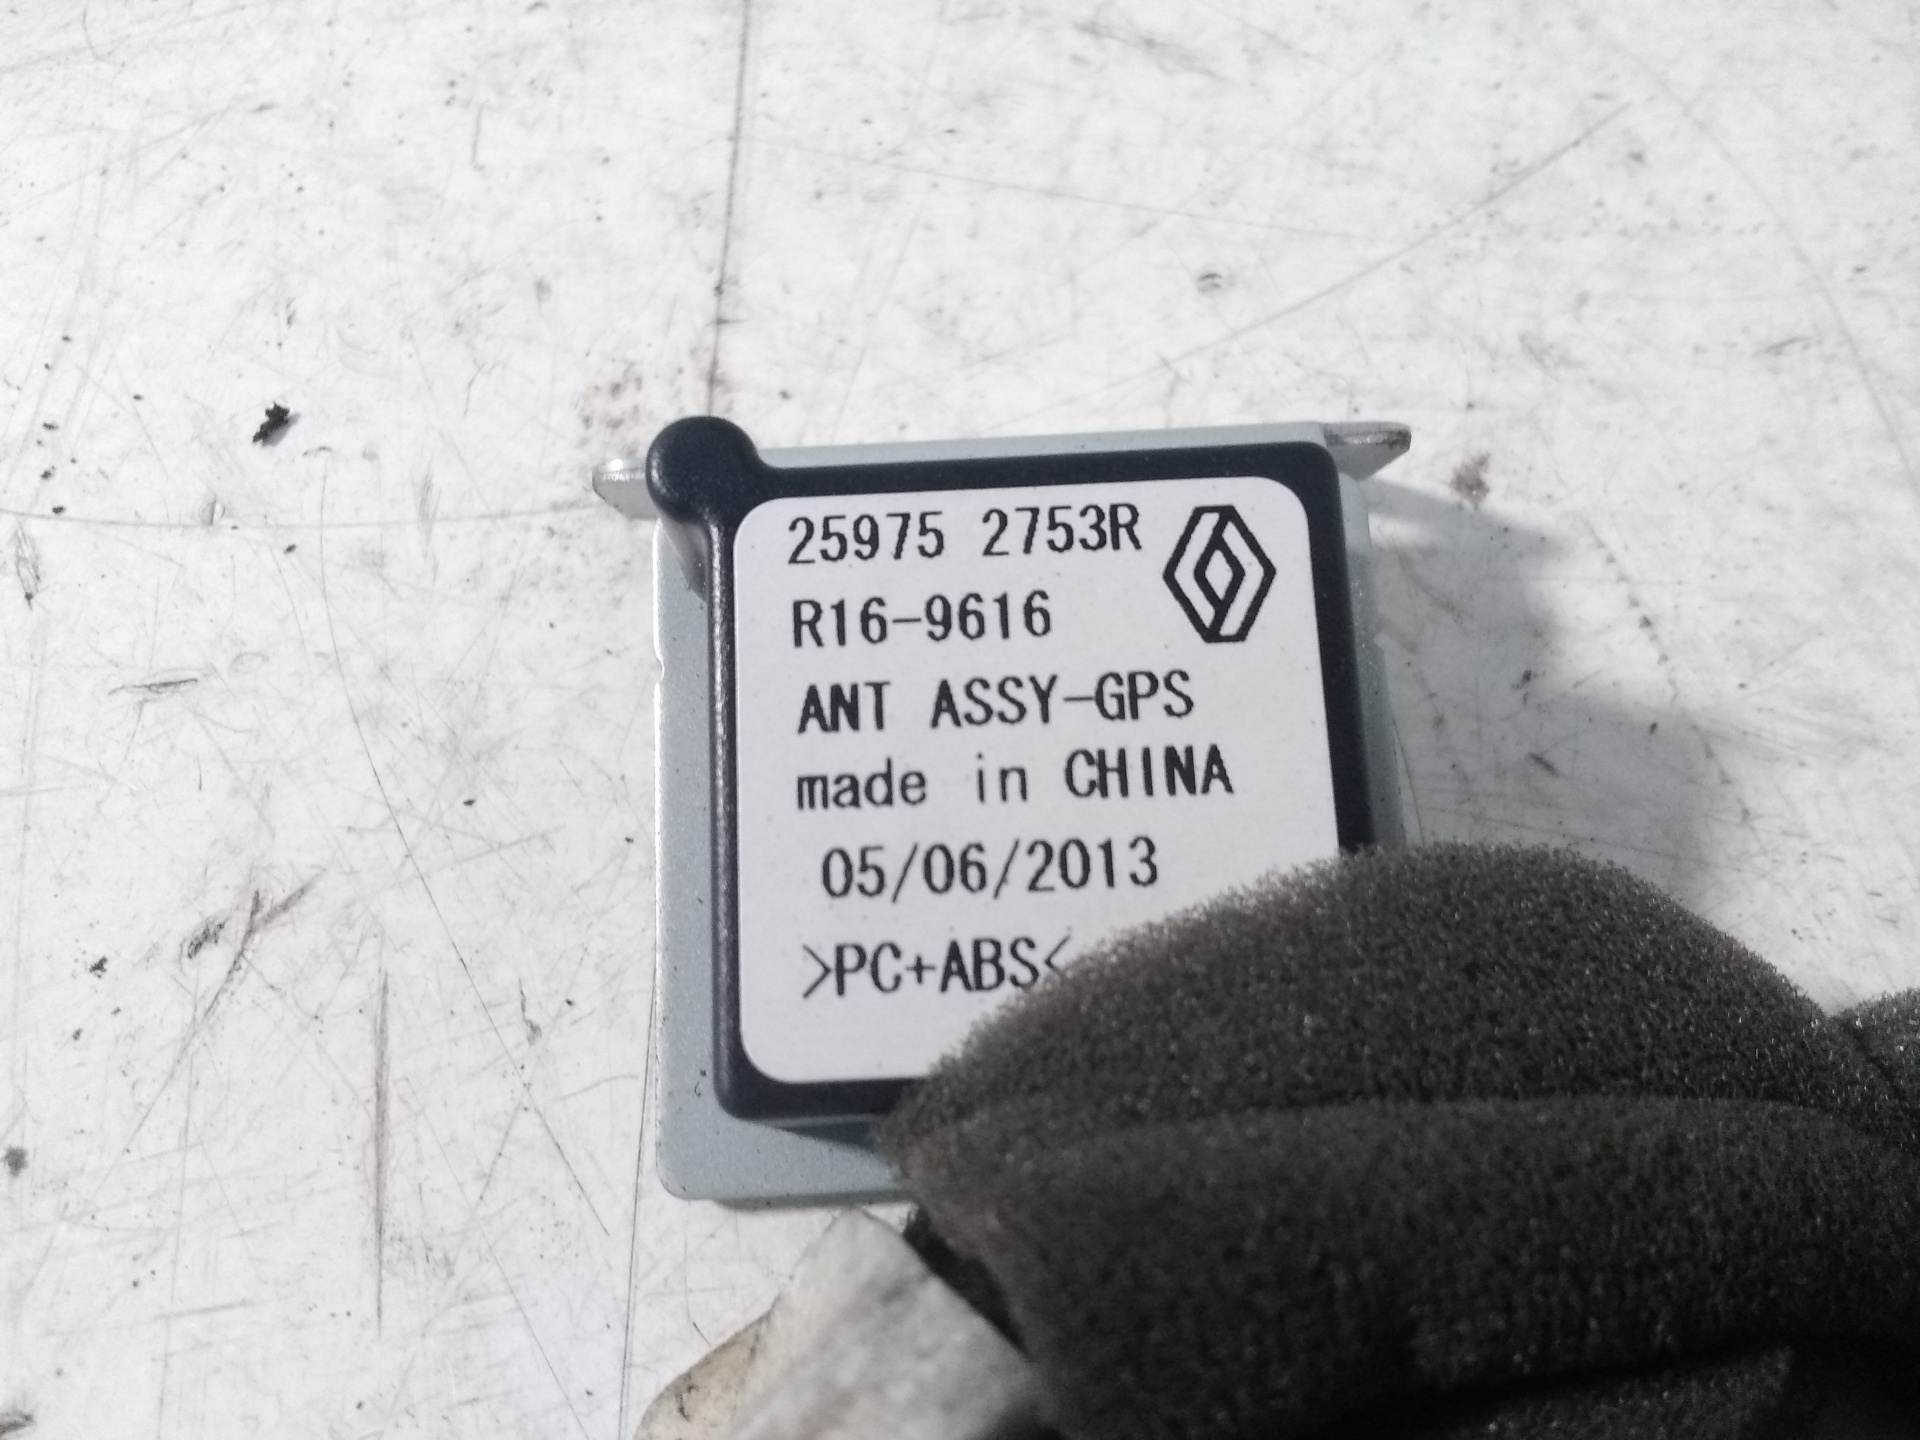 25975 2753R
R16-9616
ANT ASSY-GPS
made in CHINA
05/06/2013
>PC+ABS<